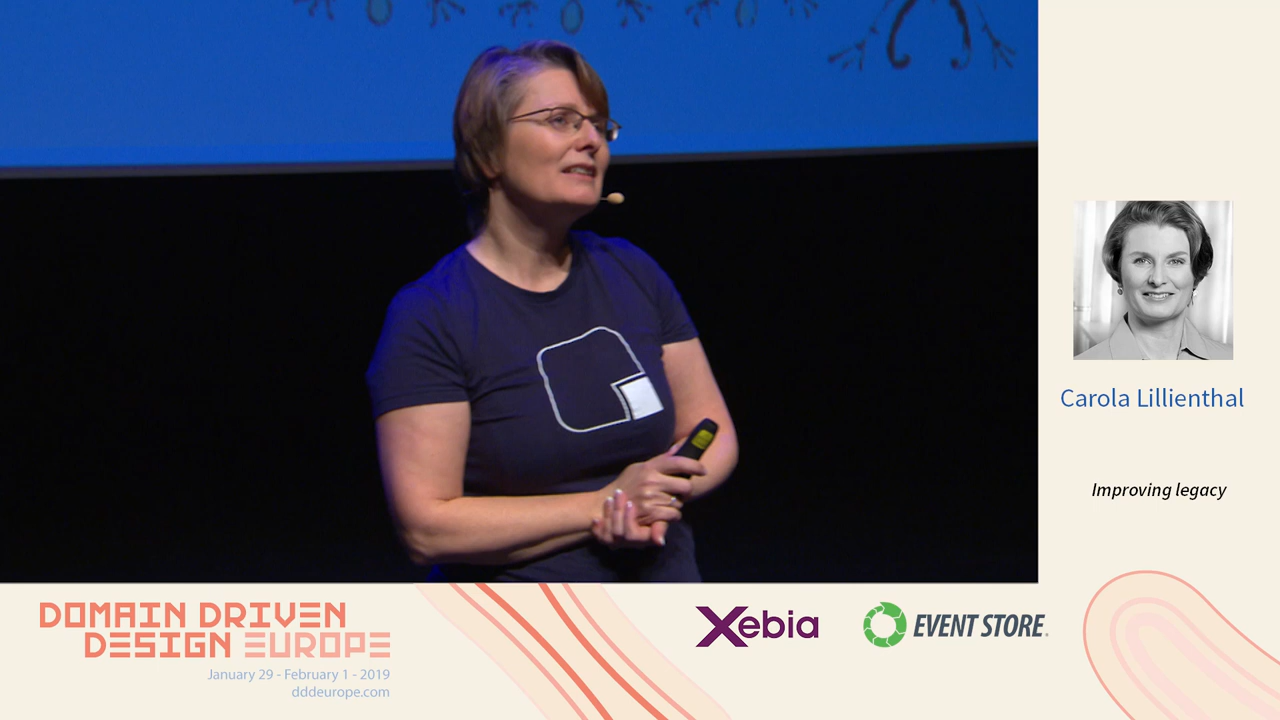 Carola Lillienthal
Improving legacy
DOMAIN DRIVEN
DESIGN EUROPE
January 29 - February 1 - 2019
dddeurope.com
Xebia
EVENT STORE.